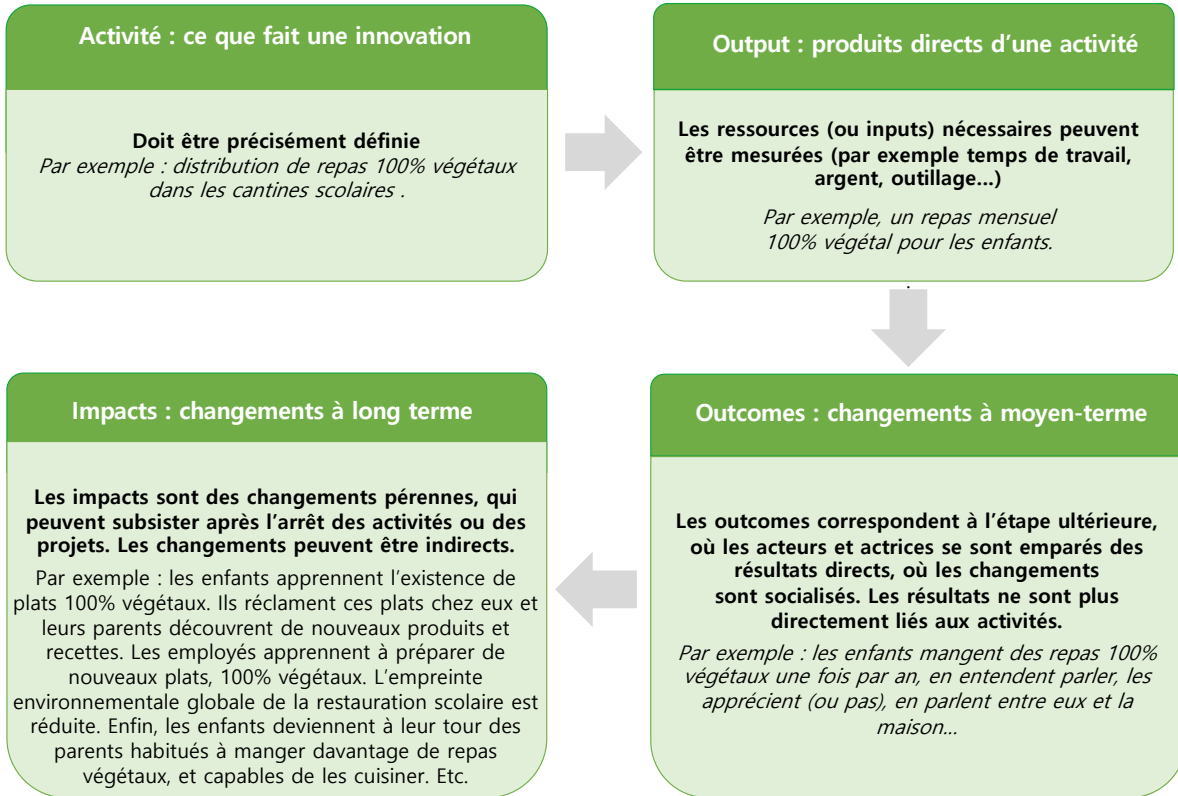 Activité : ce que fait une innovation
Doit être précisément définie
Par exemple : distribution de repas 100% végétaux
dans les cantines scolaires .
Output : produits directs d’une activité
Les ressources (ou inputs) nécessaires peuvent
être mesurées (par exemple temps de travail,
argent, outillage...)
Par exemple, un repas mensuel
100% végétal pour les enfants.
.
Outcomes : changements à moyen-terme
Les outcomes correspondent à l’étape ultérieure,
où les acteurs et actrices se sont emparés des
résultats directs, où les changements
sont socialisés. Les résultats ne sont plus
directement liés aux activités.
Par exemple : les enfants mangent des repas 100%
végétaux une fois par an, en entendent parler, les
apprécient (ou pas), en parlent entre eux et la
maison...
Impacts : changements à long terme
Les impacts sont des changements pérennes, qui
peuvent subsister après l’arrêt des activités ou des
projets. Les changements peuvent être indirects.
Par exemple : les enfants apprennent l’existence de
plats 100% végétaux. Ils réclament ces plats chez eux et
leurs parents découvrent de nouveaux produits et
recettes. Les employés apprennent à préparer de
nouveaux plats, 100% végétaux. L’empreinte
environnementale globale de la restauration scolaire est
réduite. Enfin, les enfants deviennent à leur tour des
parents habitués à manger davantage de repas
végétaux, et capables de les cuisiner. Etc.